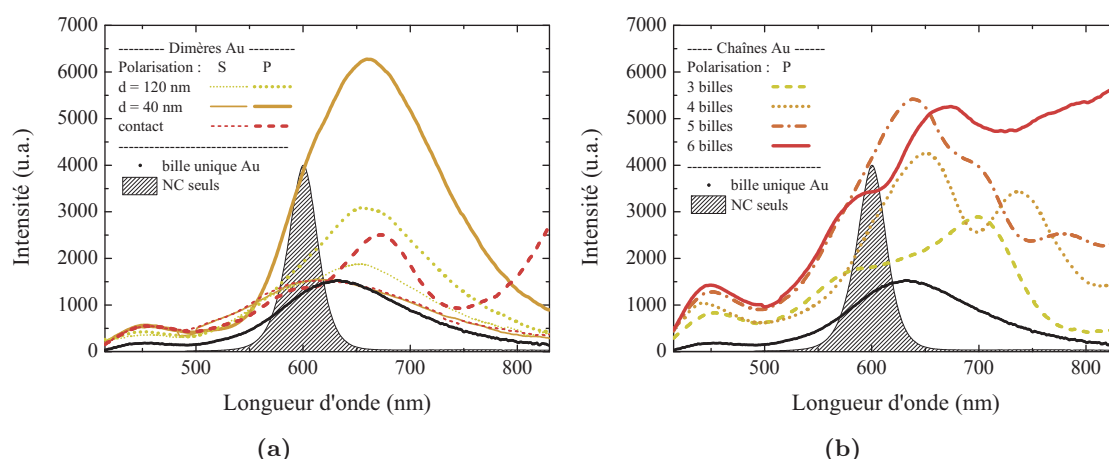 7000
6000
5000
4000
3000
2000
1000
0
Intensité (u.a.)
--------- Dimères Au ---------
Polarisation : S P
d = 120 nm
d = 40 nm
contact
bille unique Au
NC seuls
500 600 700 800
Longueur d'onde (nm)
(a)
7000
6000
5000
4000
3000
2000
1000
0
Intensité (u.a.)
----- Chaînes Au -----
Polarisation : P
3 billes
4 billes
5 billes
6 billes
bille unique Au
NC seuls
500 600 700 800
Longueur d'onde (nm)
(b)